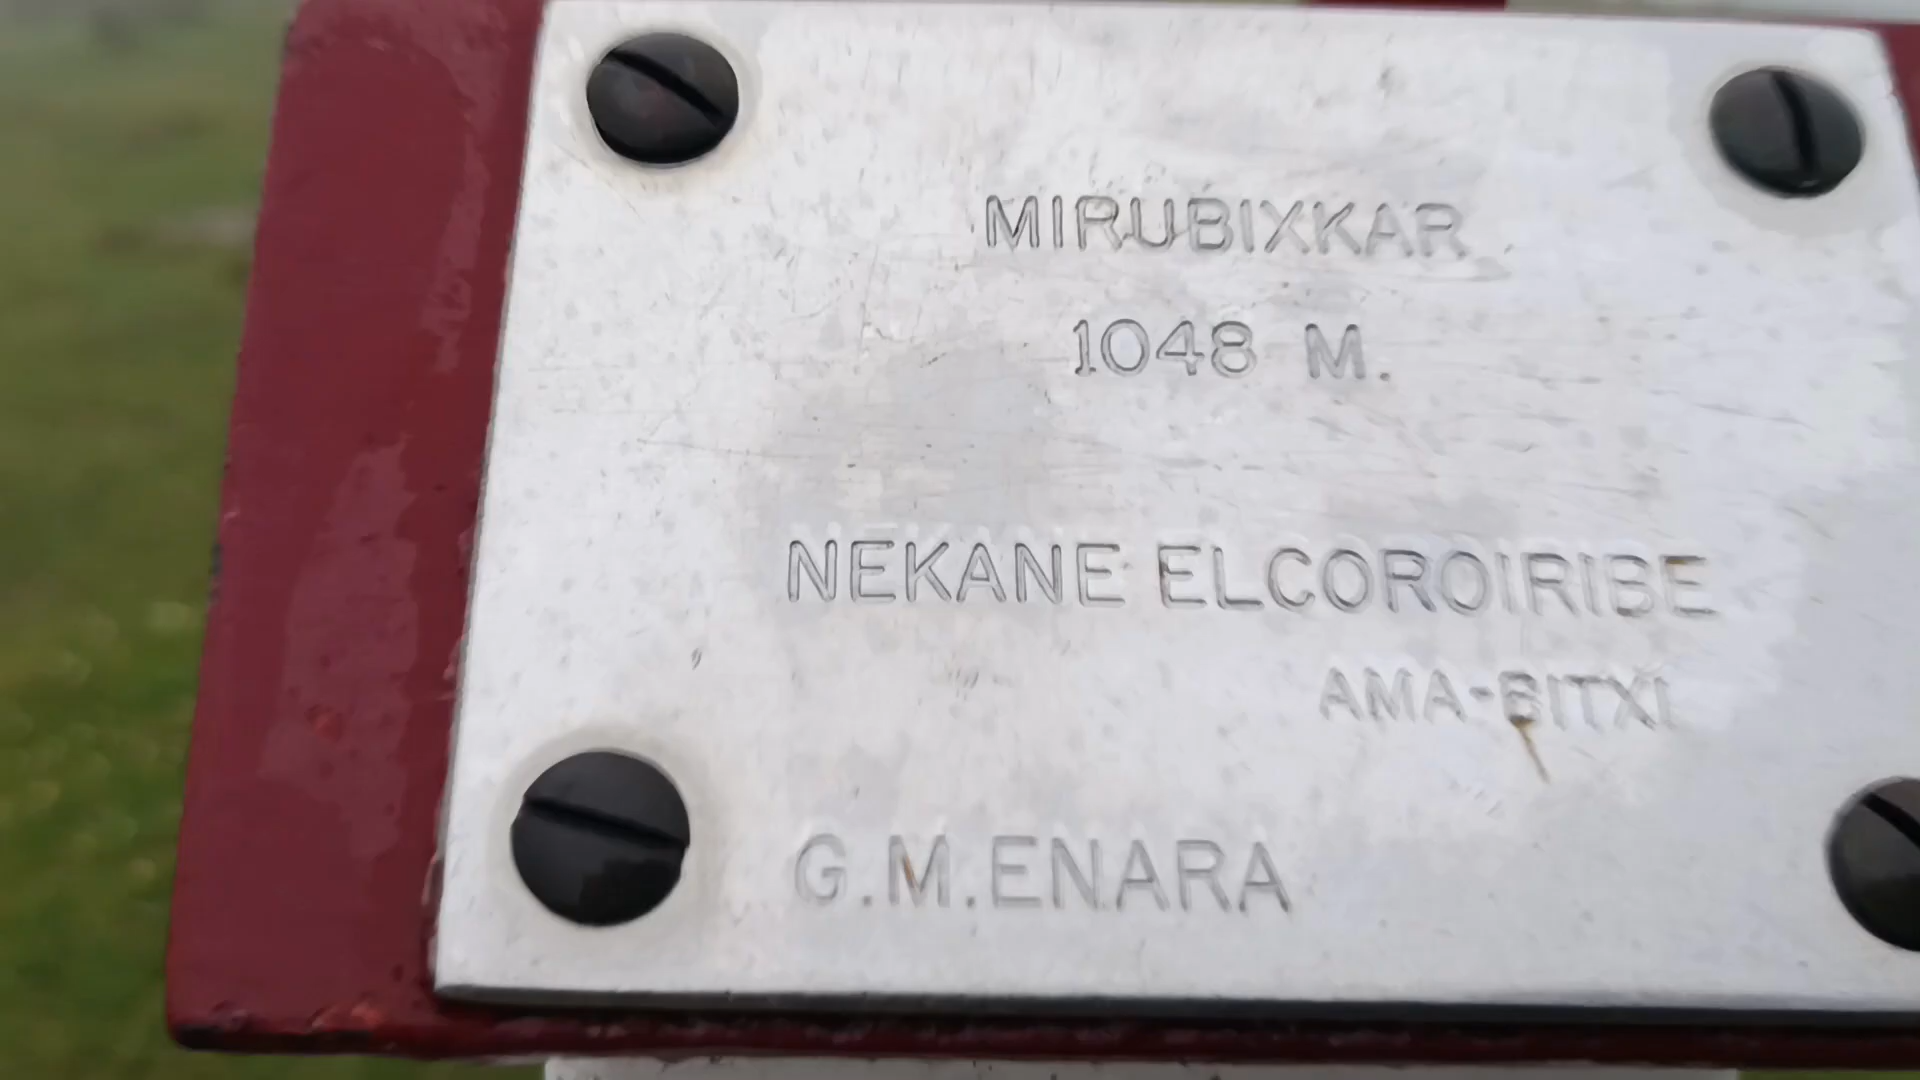 MIRUBIXKAR
1048 M.
NEKANE ELCOROIRIBE
AMA-BITXI
G.M.ENARA